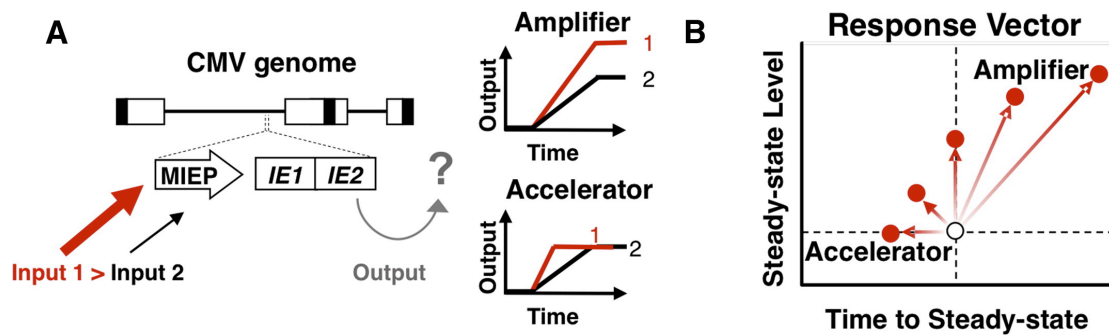 A
CMV genome
MIEP
IE1
IE2
?
Input 1 > Input 2
Output
Amplifier
Output
1
2
Time
Accelerator
Output
1
2
Time
B
Response Vector
Steady-state Level
Amplifier
Accelerator
Time to Steady-state